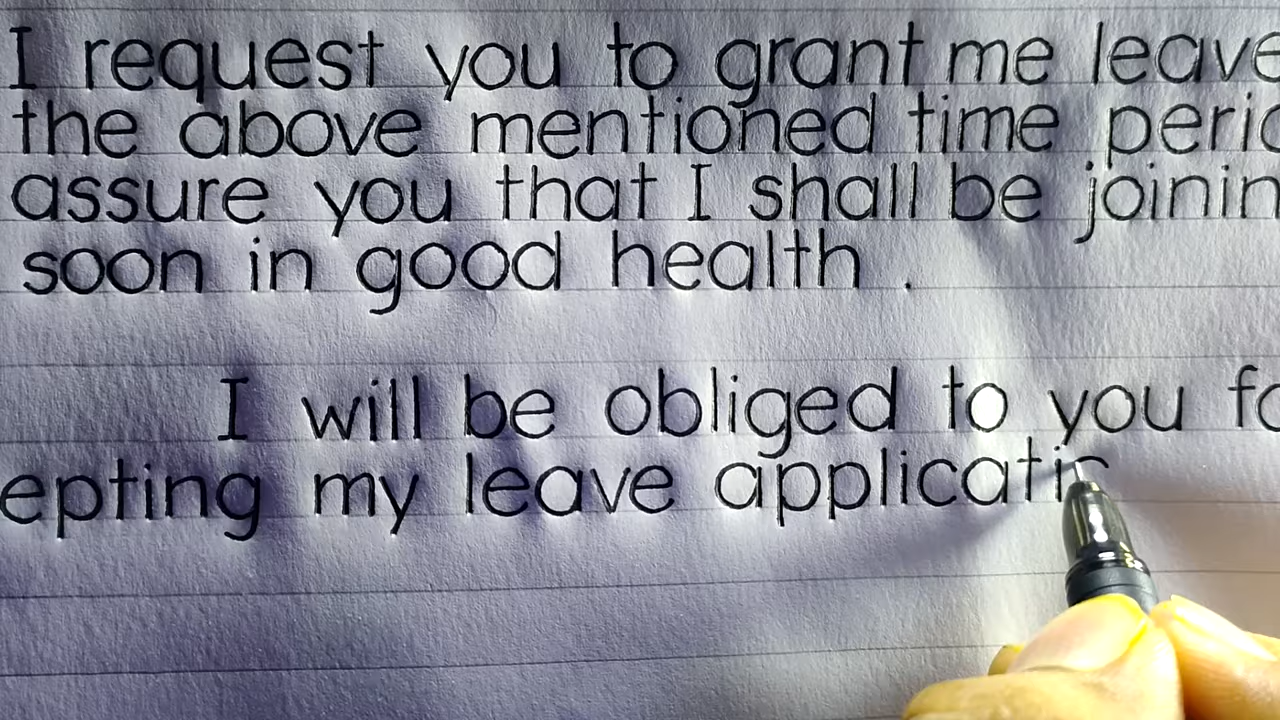 I request you to grant me leave
the above mentioned time perio
assure you that I shall be joinin
soon in good health .
I will be obliged to you fo
epting my leave applicati